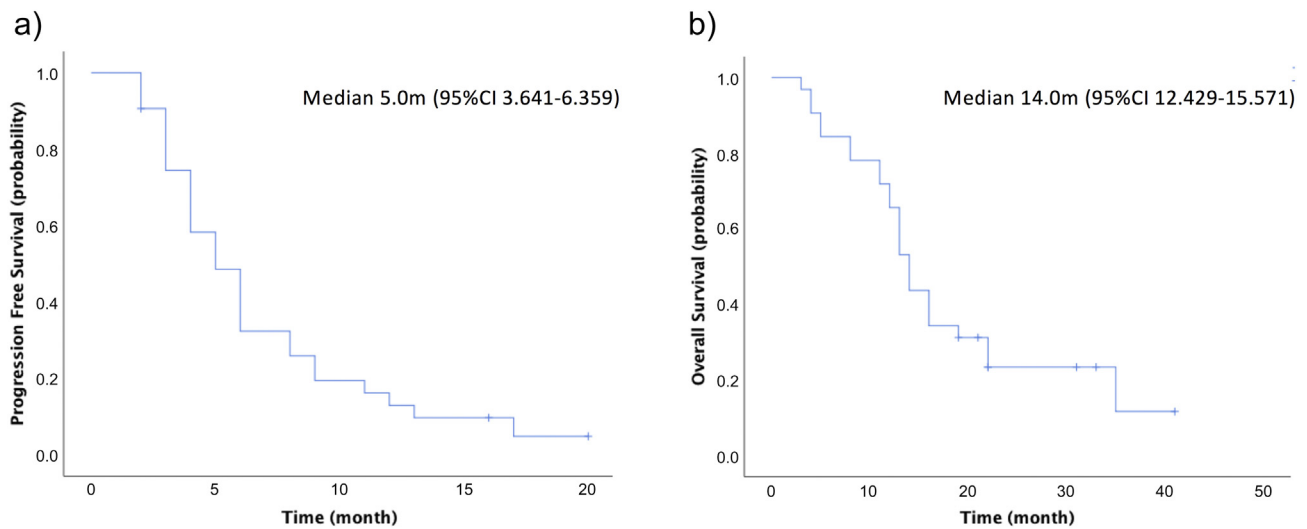 a)
Progression Free Survival (probability)
1.0
0.8
0.6
0.4
0.2
0.0
Median 5.0m (95%CI 3.641-6.359)
0 5 10 15 20
Time (month)
b)
Overall Survival (probability)
1.0
0.8
0.6
0.4
0.2
0.0
Median 14.0m (95%CI 12.429-15.571)
0 10 20 30 40 50
Time (month)